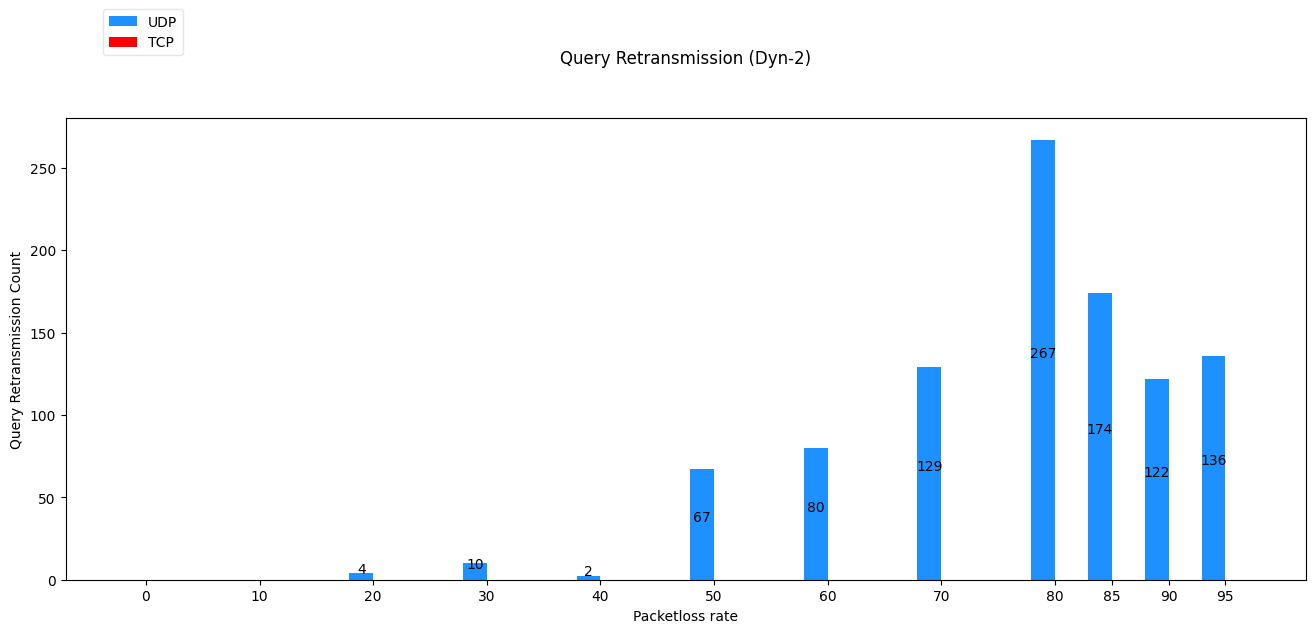 UDP
TCP
Query Retransmission (Dyn-2)
Query Retransmission Count
250
200
150
100
50
0
4
10
2
67
80
129
267
174
122
136
0 10 20 30 40 50 60 70 80 85 90 95
Packetloss rate